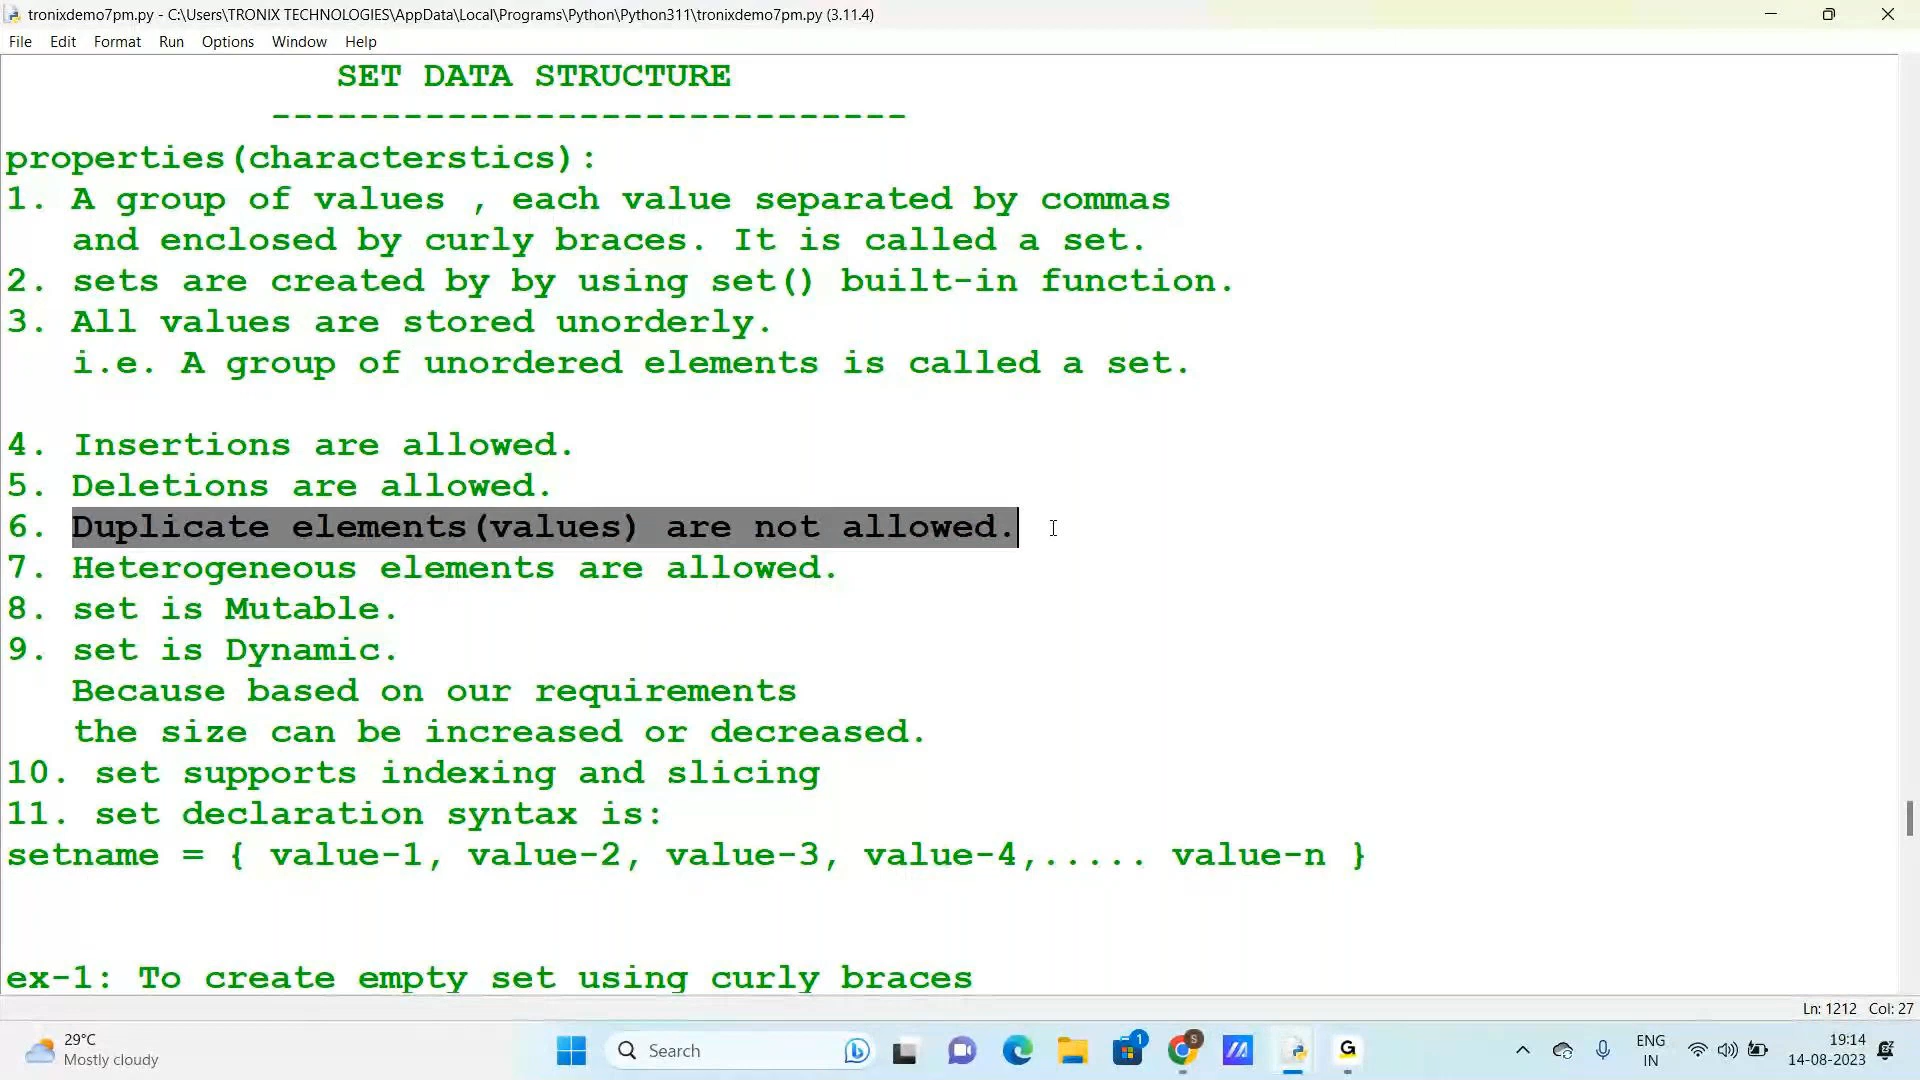 tronixdemo7pm.py - C:\Users\TRONIX TECHNOLOGIES\AppData\Local\Programs\Python\Python311\tronixdemo7pm.py (3.11.4)
File Edit Format Run Options Window Help
SET DATA STRUCTURE
-----------------------------
properties(characterstics):
1. A group of values , each value separated by commas
and enclosed by curly braces. It is called a set.
2. sets are created by by using set() built-in function.
3. All values are stored unorderly.
i.e. A group of unordered elements is called a set.
4. Insertions are allowed.
5. Deletions are allowed.
6. Duplicate elements(values) are not allowed.
7. Heterogeneous elements are allowed.
8. set is Mutable.
9. set is Dynamic.
Because based on our requirements
the size can be increased or decreased.
10. set supports indexing and slicing
11. set declaration syntax is:
setname = { value-1, value-2, value-3, value-4,..... value-n }
ex-1: To create empty set using curly braces
Ln: 1212 Col: 27
29°C
Mostly cloudy
Search
1
S
G
ENG
IN
19:14
14-08-2023